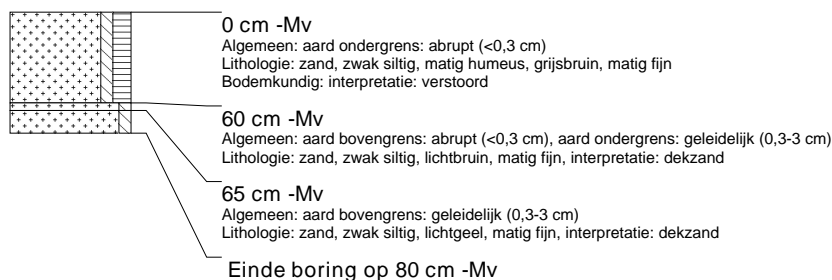 0 cm -Mv
Algemeen: aard ondergrens: abrupt (<0,3 cm)
Lithologie: zand, zwak siltig, matig humeus, grijsbruin, matig fijn
Bodemkundig: interpretatie: verstoord
60 cm -Mv
Algemeen: aard bovengrens: abrupt (<0,3 cm), aard ondergrens: geleidelijk (0,3-3 cm)
Lithologie: zand, zwak siltig, lichtbruin, matig fijn, interpretatie: dekzand
65 cm -Mv
Algemeen: aard bovengrens: geleidelijk (0,3-3 cm)
Lithologie: zand, zwak siltig, lichtgeel, matig fijn, interpretatie: dekzand
Einde boring op 80 cm -Mv